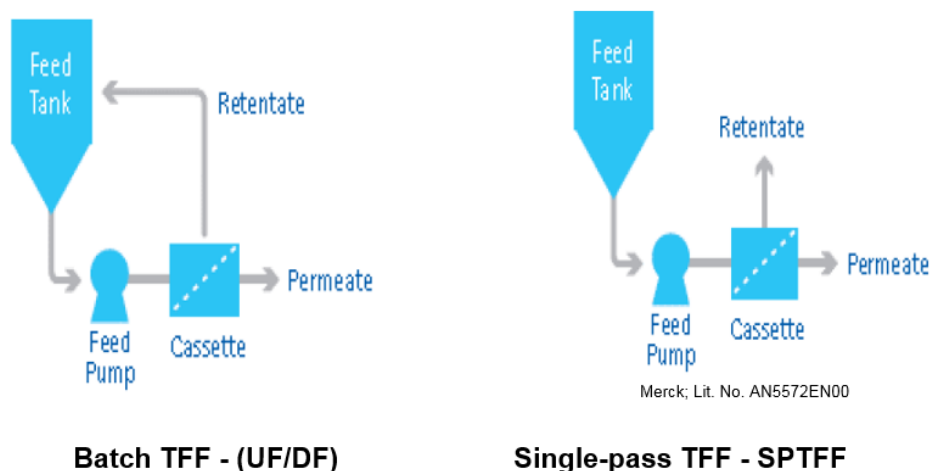 Feed
Tank
Retentate
Permeate
Feed
Pump
Cassette
Feed
Tank
Retentate
Permeate
Feed
Pump
Cassette
Merck; Lit. No. AN5572EN00
Batch TFF - (UF/DF)
Single-pass TFF - SPTFF